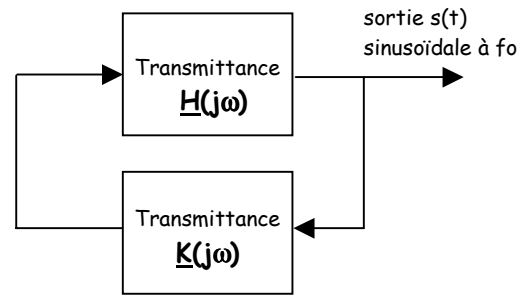 sortie s(t)
sinusoïdale à fo
Transmittance
H(jω)
Transmittance
K(jω)